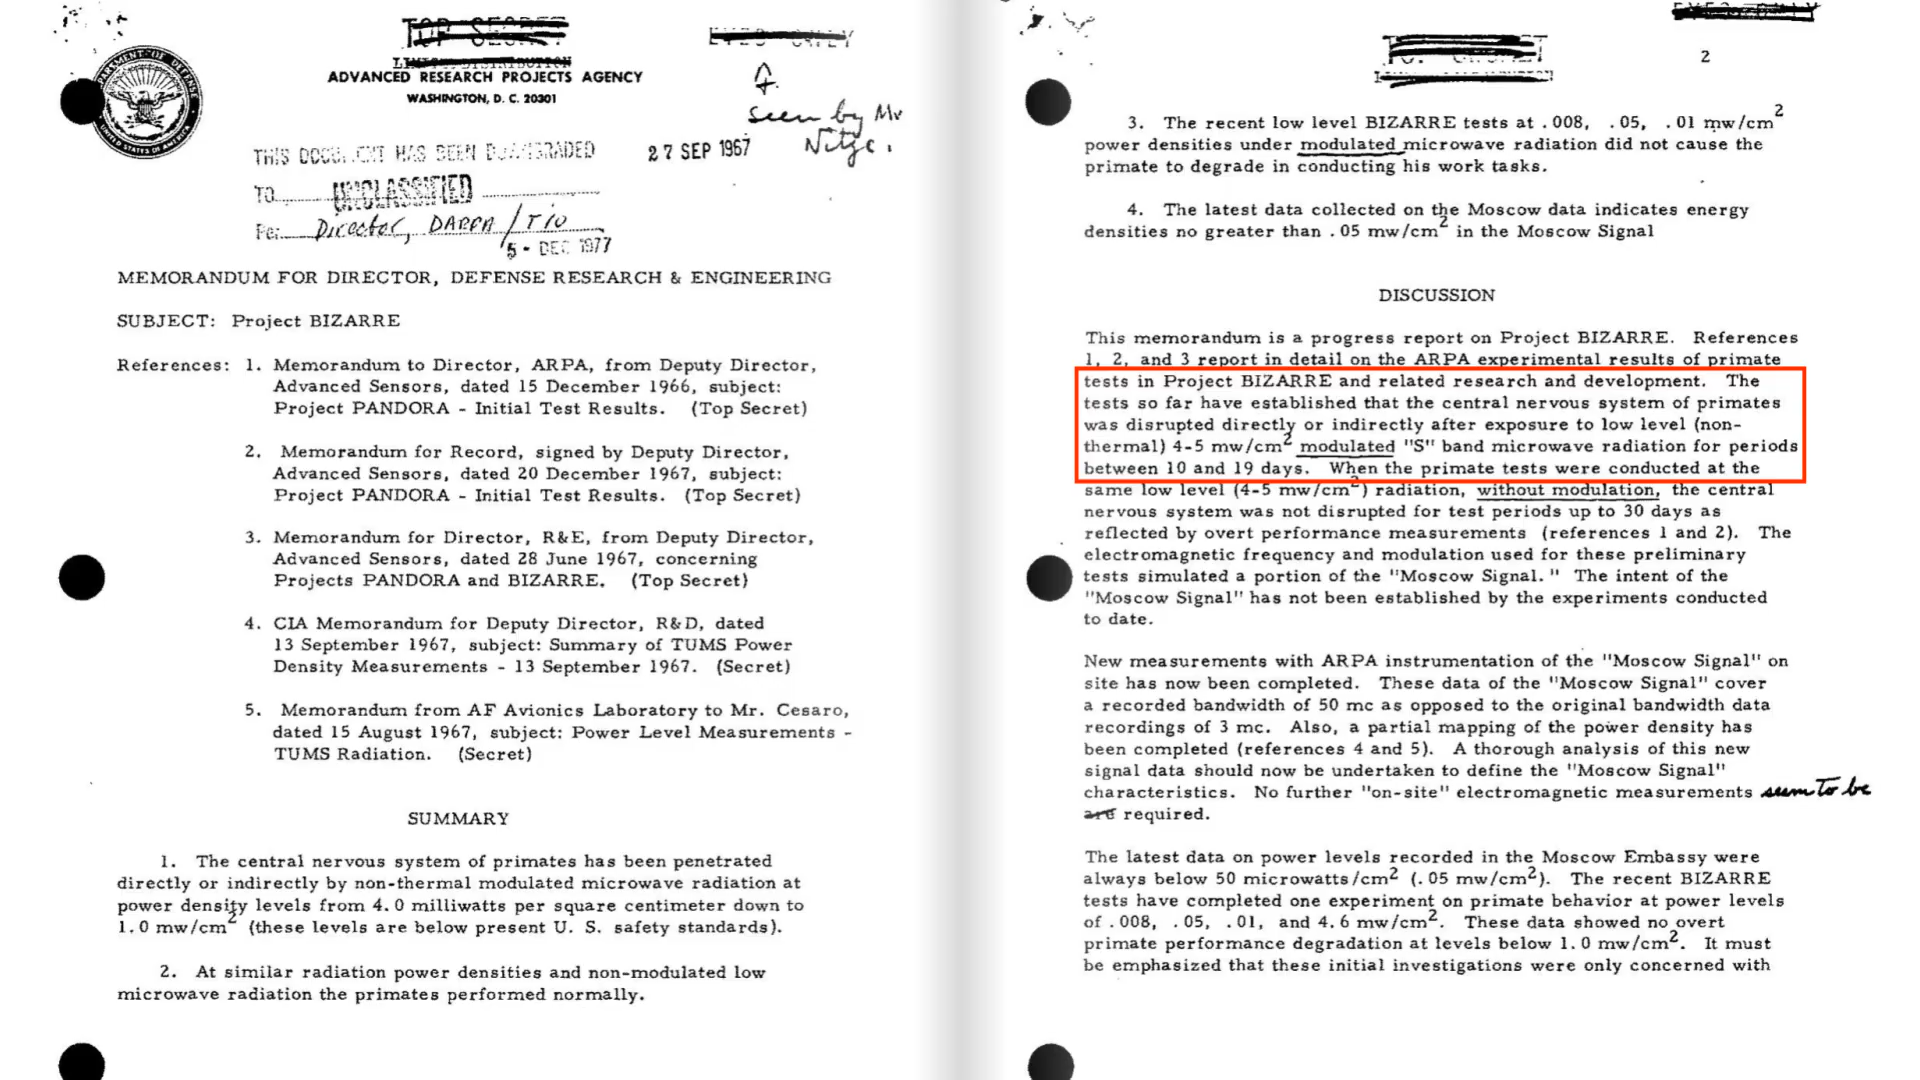 TOP SECRET
LIMITED DISTRIBUTION
ADVANCED RESEARCH PROJECTS AGENCY
WASHINGTON, D. C. 20301
EYES ONLY
seen by Mr
Nitze.
DEPARTMENT OF DEFENSE
UNITED STATES OF AMERICA
THIS DOCUMENT HAS BEEN DOWNGRADED
27 SEP 1967
TO UNCLASSIFIED
Per Director, DARPA/TIO
5 - DEC 1977
MEMORANDUM FOR DIRECTOR, DEFENSE RESEARCH & ENGINEERING
SUBJECT: Project BIZARRE
References: 1. Memorandum to Director, ARPA, from Deputy Director,
Advanced Sensors, dated 15 December 1966, subject:
Project PANDORA - Initial Test Results. (Top Secret)
2. Memorandum for Record, signed by Deputy Director,
Advanced Sensors, dated 20 December 1967, subject:
Project PANDORA - Initial Test Results. (Top Secret)
3. Memorandum for Director, R&E, from Deputy Director,
Advanced Sensors, dated 28 June 1967, concerning
Projects PANDORA and BIZARRE. (Top Secret)
4. CIA Memorandum for Deputy Director, R&D, dated
13 September 1967, subject: Summary of TUMS Power
Density Measurements - 13 September 1967. (Secret)
5. Memorandum from AF Avionics Laboratory to Mr. Cesaro,
dated 15 August 1967, subject: Power Level Measurements -
TUMS Radiation. (Secret)
SUMMARY
1. The central nervous system of primates has been penetrated
directly or indirectly by non-thermal modulated microwave radiation at
power density levels from 4.0 milliwatts per square centimeter down to
1.0 mw/cm2 (these levels are below present U. S. safety standards).
2. At similar radiation power densities and non-modulated low
microwave radiation the primates performed normally.
EYES ONLY
TOP SECRET
2
3. The recent low level BIZARRE tests at .008, .05, .01 mw/cm2
power densities under modulated microwave radiation did not cause the
primate to degrade in conducting his work tasks.
4. The latest data collected on the Moscow data indicates energy
densities no greater than .05 mw/cm2 in the Moscow Signal
DISCUSSION
This memorandum is a progress report on Project BIZARRE. References
1, 2, and 3 report in detail on the ARPA experimental results of primate
tests in Project BIZARRE and related research and development. The
tests so far have established that the central nervous system of primates
was disrupted directly or indirectly after exposure to low level (non-
thermal) 4-5 mw/cm2 modulated "S" band microwave radiation for periods
between 10 and 19 days. When the primate tests were conducted at the
same low level (4-5 mw/cm2) radiation, without modulation, the central
nervous system was not disrupted for test periods up to 30 days as
reflected by overt performance measurements (references 1 and 2). The
electromagnetic frequency and modulation used for these preliminary
tests simulated a portion of the "Moscow Signal." The intent of the
"Moscow Signal" has not been established by the experiments conducted
to date.
New measurements with ARPA instrumentation of the "Moscow Signal" on
site has now been completed. These data of the "Moscow Signal" cover
a recorded bandwidth of 50 mc as opposed to the original bandwidth data
recordings of 3 mc. Also, a partial mapping of the power density has
been completed (references 4 and 5). A thorough analysis of this new
signal data should now be undertaken to define the "Moscow Signal"
characteristics. No further "on-site" electromagnetic measurements seem to be
are required.
The latest data on power levels recorded in the Moscow Embassy were
always below 50 microwatts/cm2 (.05 mw/cm2). The recent BIZARRE
tests have completed one experiment on primate behavior at power levels
of .008, .05, .01, and 4.6 mw/cm2. These data showed no overt
primate performance degradation at levels below 1.0 mw/cm2. It must
be emphasized that these initial investigations were only concerned with